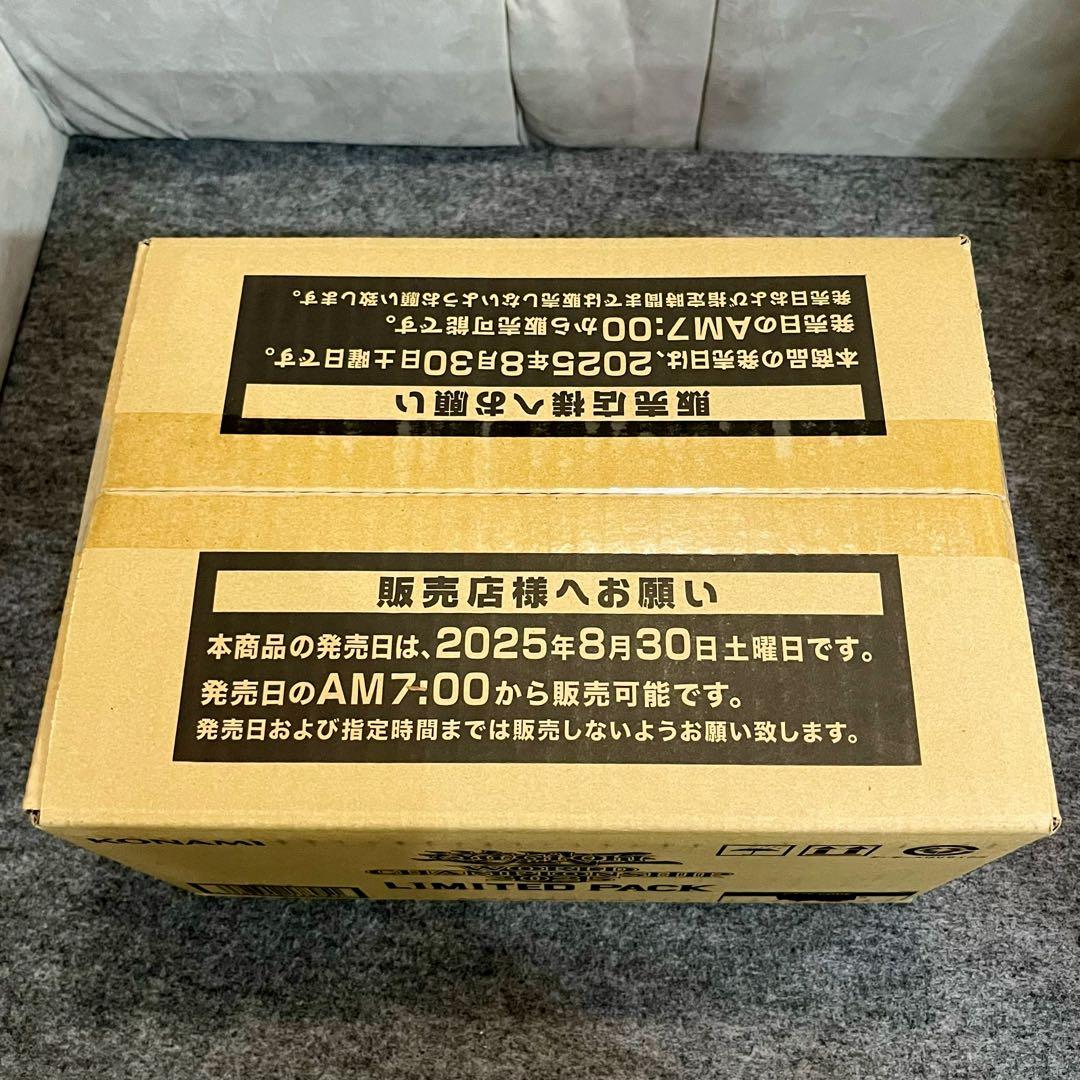 販売店様へお願い
本商品の発売日は、2025年8月30日土曜日です。
発売日のAM7:00から販売可能です。
発売日および指定時間までは販売しないようお願い致します。
販売店様へお願い
本商品の発売日は、2025年8月30日土曜日です。
発売日のAM7:00から販売可能です。
発売日および指定時間までは販売しないようお願い致します。
KONAMI
LIMITED PACK